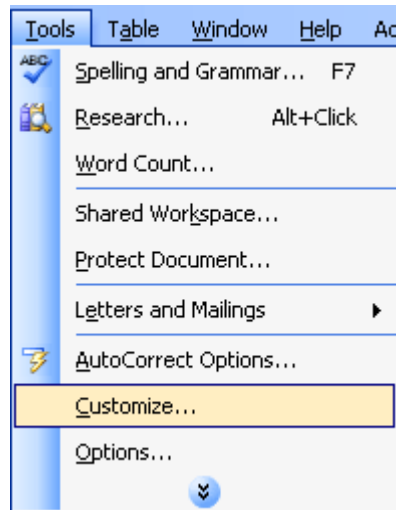 Tools Table Window Help
ABC Spelling and Grammar... F7
Research... Alt+Click
Word Count...
Shared Workspace...
Protect Document...
Letters and Mailings
AutoCorrect Options...
Customize...
Options...